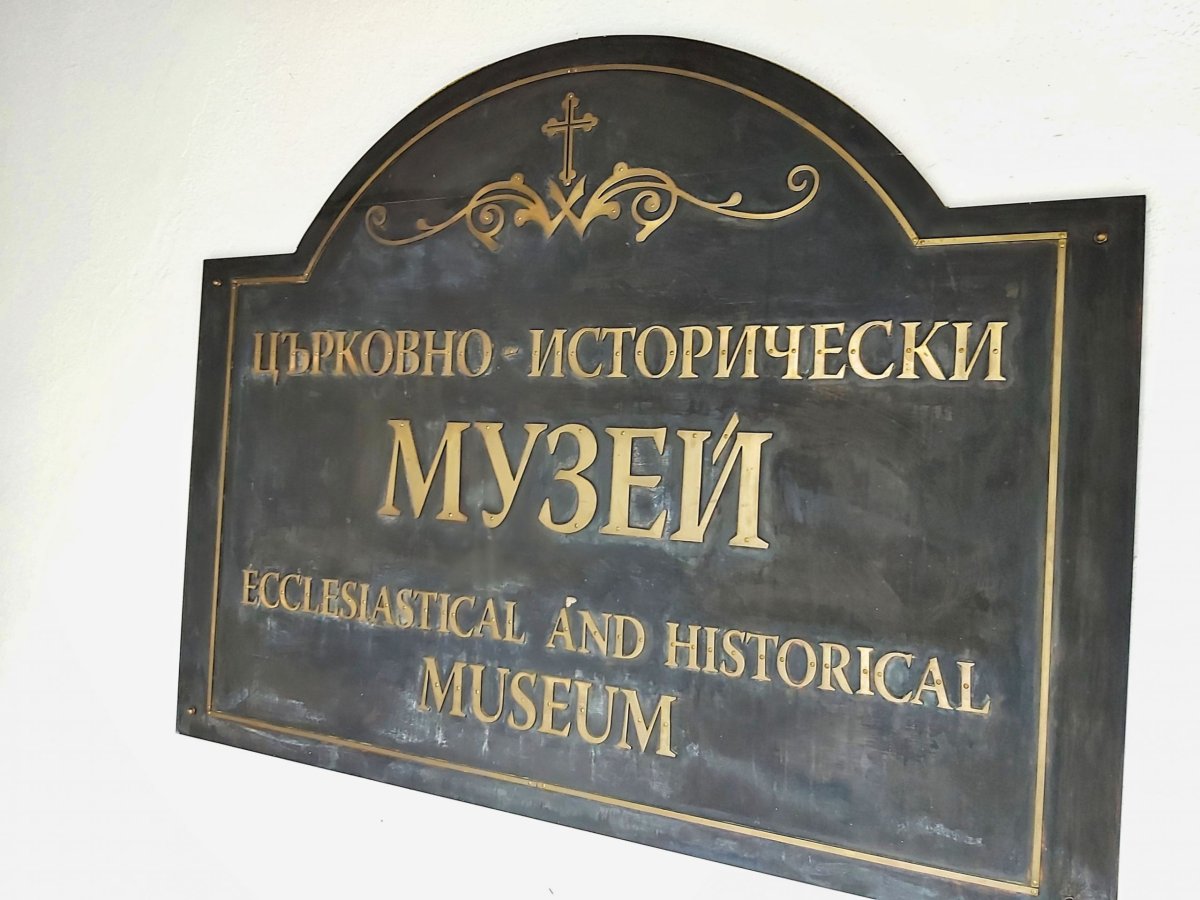 ЦЪРКОВНО - ИСТОРИЧЕСКИ
МУЗЕЙ
ECCLESIASTICAL AND HISTORICAL
MUSEUM